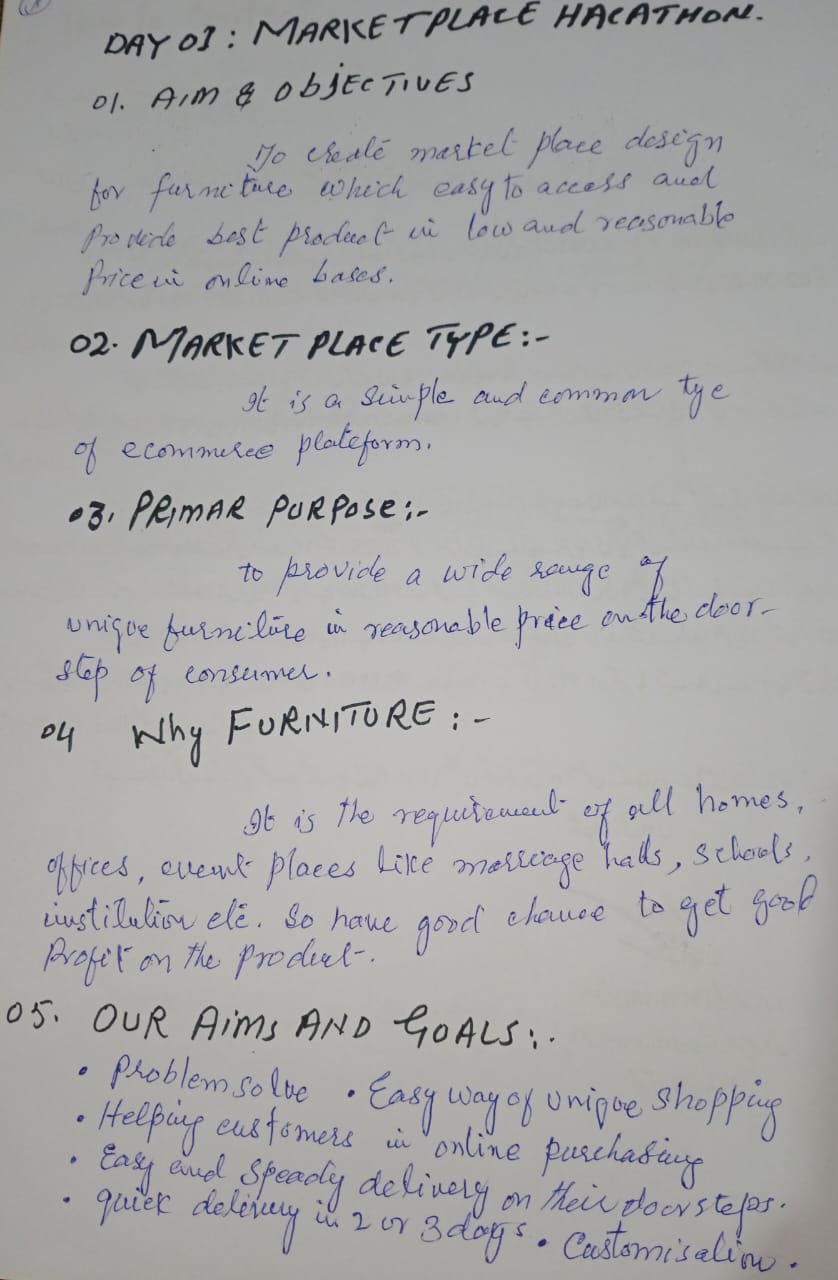 DAY 01: MARKETPLACE HACATHON.
01. AIM & ObjECTIVES
To create market place design
for furniture which easy to access and
Provide best product in low and reasonable
Price in online bases.
02. MARKET PLACE TYPE:-
It is a simple and common tye
of ecommerce plateform.
03. PRIMAR PURPOSE:-
to provide a wide range of
unique furniture in reasonable price on the door-
step of consumer.
04 Why FURNITURE :-
It is the requirement of all homes,
offices, event places like marriage halls, schools,
institution etc. So have good chance to get good
Profit on the product.
05. OUR AIMS AND GOALS:.
• Problem solve • Easy way of unique shopping
• Helping customers in online purchasing
• Easy and Speady delivery on their door steps.
• quick delivery in 2 or 3 days • Customisation.